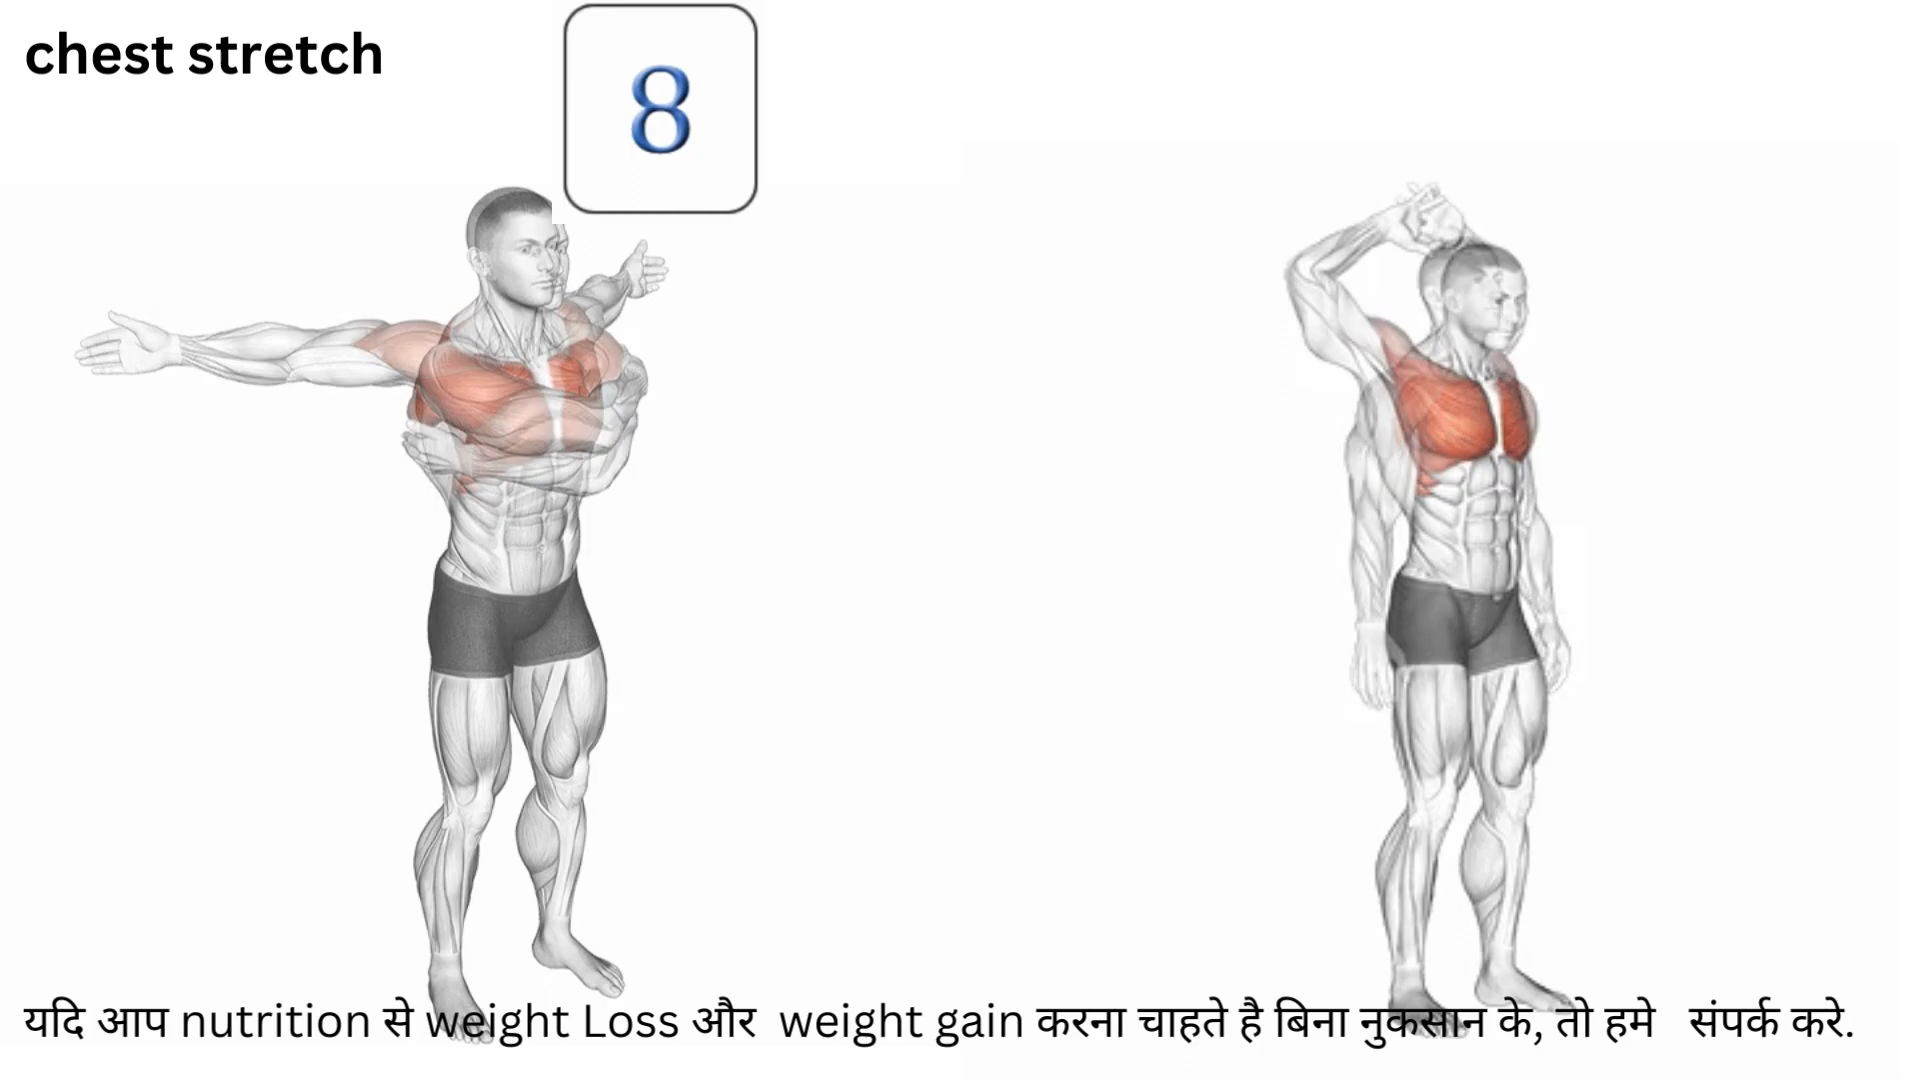 chest stretch
8
यदि आप nutrition से weight Loss और weight gain करना चाहते है बिना नुकसान के, तो हमे संपर्क करे.